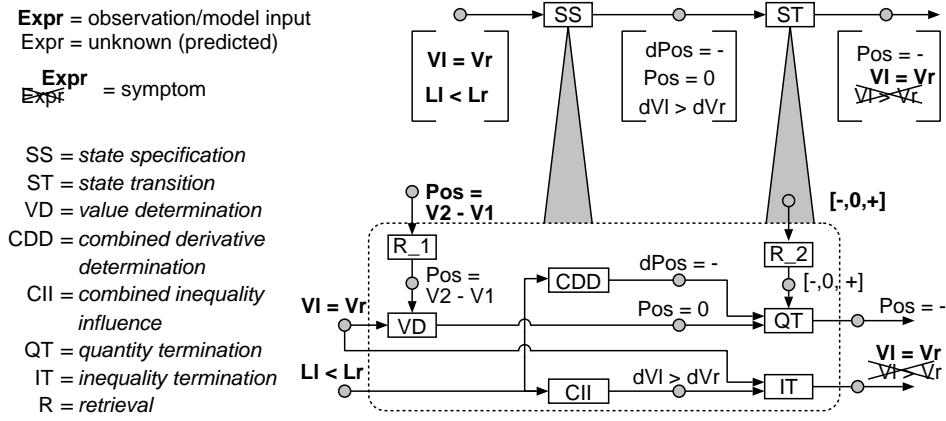 Expr = observation/model input
Expr = unknown (predicted)
Expr
Expr = symptom
SS = state specification
ST = state transition
VD = value determination
CDD = combined derivative
determination
CII = combined inequality
influence
QT = quantity termination
IT = inequality termination
R = retrieval
SS
ST
Vl = Vr
Ll < Lr
dPos = -
Pos = 0
dVl > dVr
Pos = -
Vl = Vr
Vl > Vr
Pos =
V2 - V1
[-,0,+]
R_1
R_2
Pos =
V2 - V1
CDD
dPos = -
[-,0, +]
Vl = Vr
VD
Pos = 0
QT
Pos = -
Ll < Lr
CII
dVl > dVr
IT
Vl = Vr
Vl > Vr